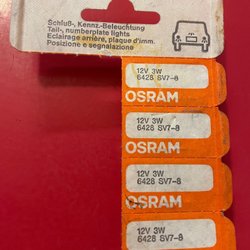 Schluß-, Kennz.-Beleuchtung
Tail-, numberplate lights
Eclairage arrière, plaque d'imm.
Posizione e segnalazione
12V 3W
6428 SV7-8
OSRAM
12V 3W
6428 SV7-8
OSRAM
12V 3W
6428 SV7-8
OSRAM
12V 3W
6428 SV7-8